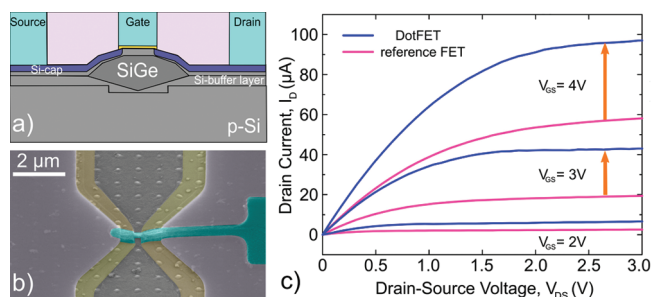 Source Gate Drain
Si-cap
SiGe
Si-buffer layer
a) p-Si
2 μm
b)
Drain Current, I_D (μA)
100
80
60
40
20
0
DotFET
reference FET
V_GS = 4V
V_GS = 3V
V_GS = 2V
0 0.5 1.0 1.5 2.0 2.5 3.0
c) Drain-Source Voltage, V_DS (V)